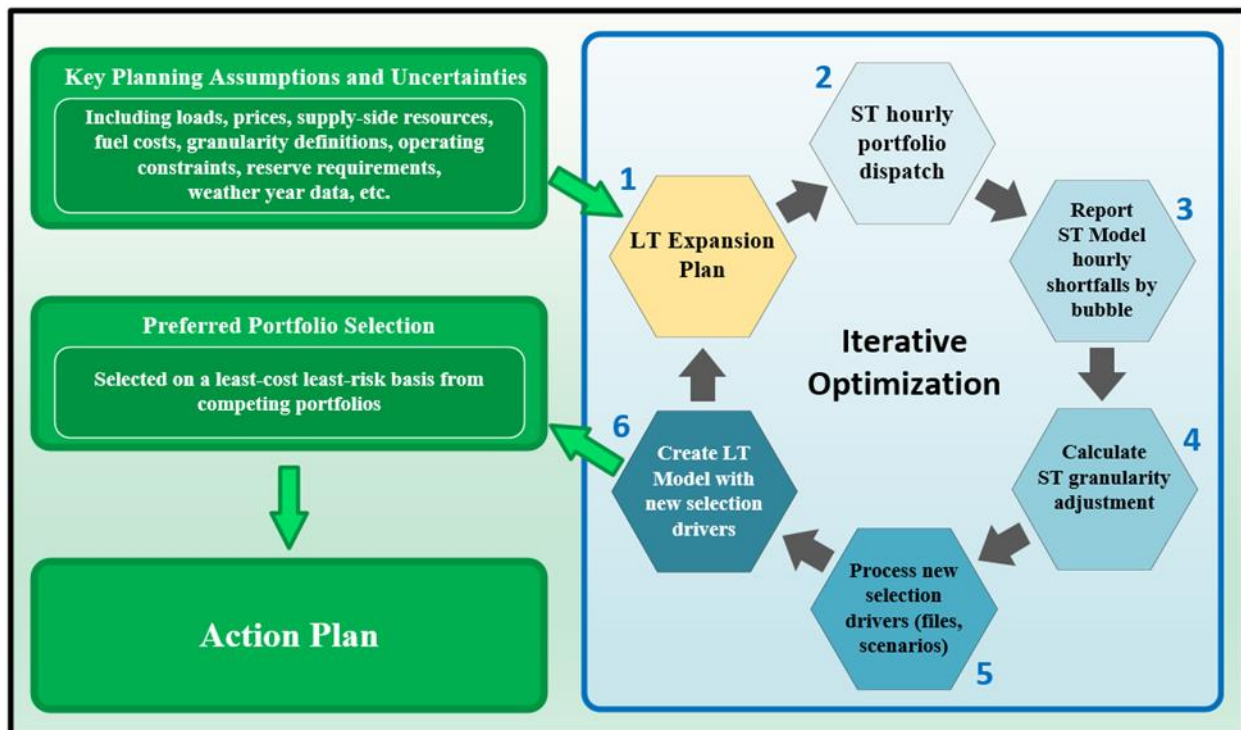 Key Planning Assumptions and Uncertainties
Including loads, prices, supply-side resources,
fuel costs, granularity definitions, operating
constraints, reserve requirements,
weather year data, etc.
Preferred Portfolio Selection
Selected on a least-cost least-risk basis from
competing portfolios
Action Plan
1
LT Expansion
Plan
2
ST hourly
portfolio
dispatch
3
Report
ST Model
hourly
shortfalls by
bubble
4
Calculate
ST granularity
adjustment
5
Process new
selection
drivers (files,
scenarios)
6
Create LT
Model with
new selection
drivers
Iterative
Optimization